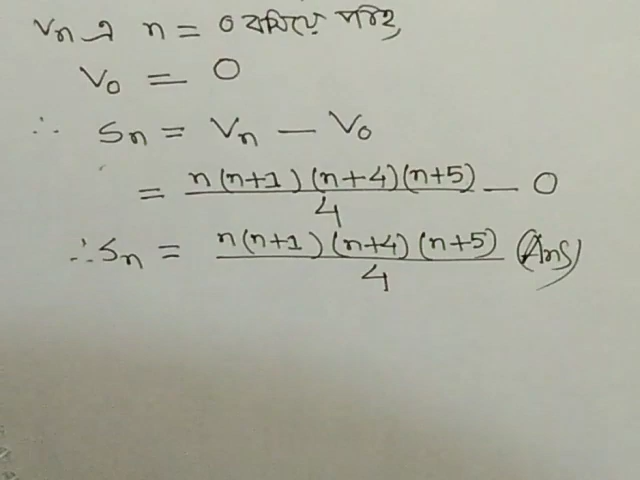 Vn এ n = 0 বসিয়ে পাই,
V₀ = 0
∴ Sn = Vn − V₀
= n(n+1)(n+4)(n+5)/4 − 0
∴ Sn = n(n+1)(n+4)(n+5)/4 (Ans)